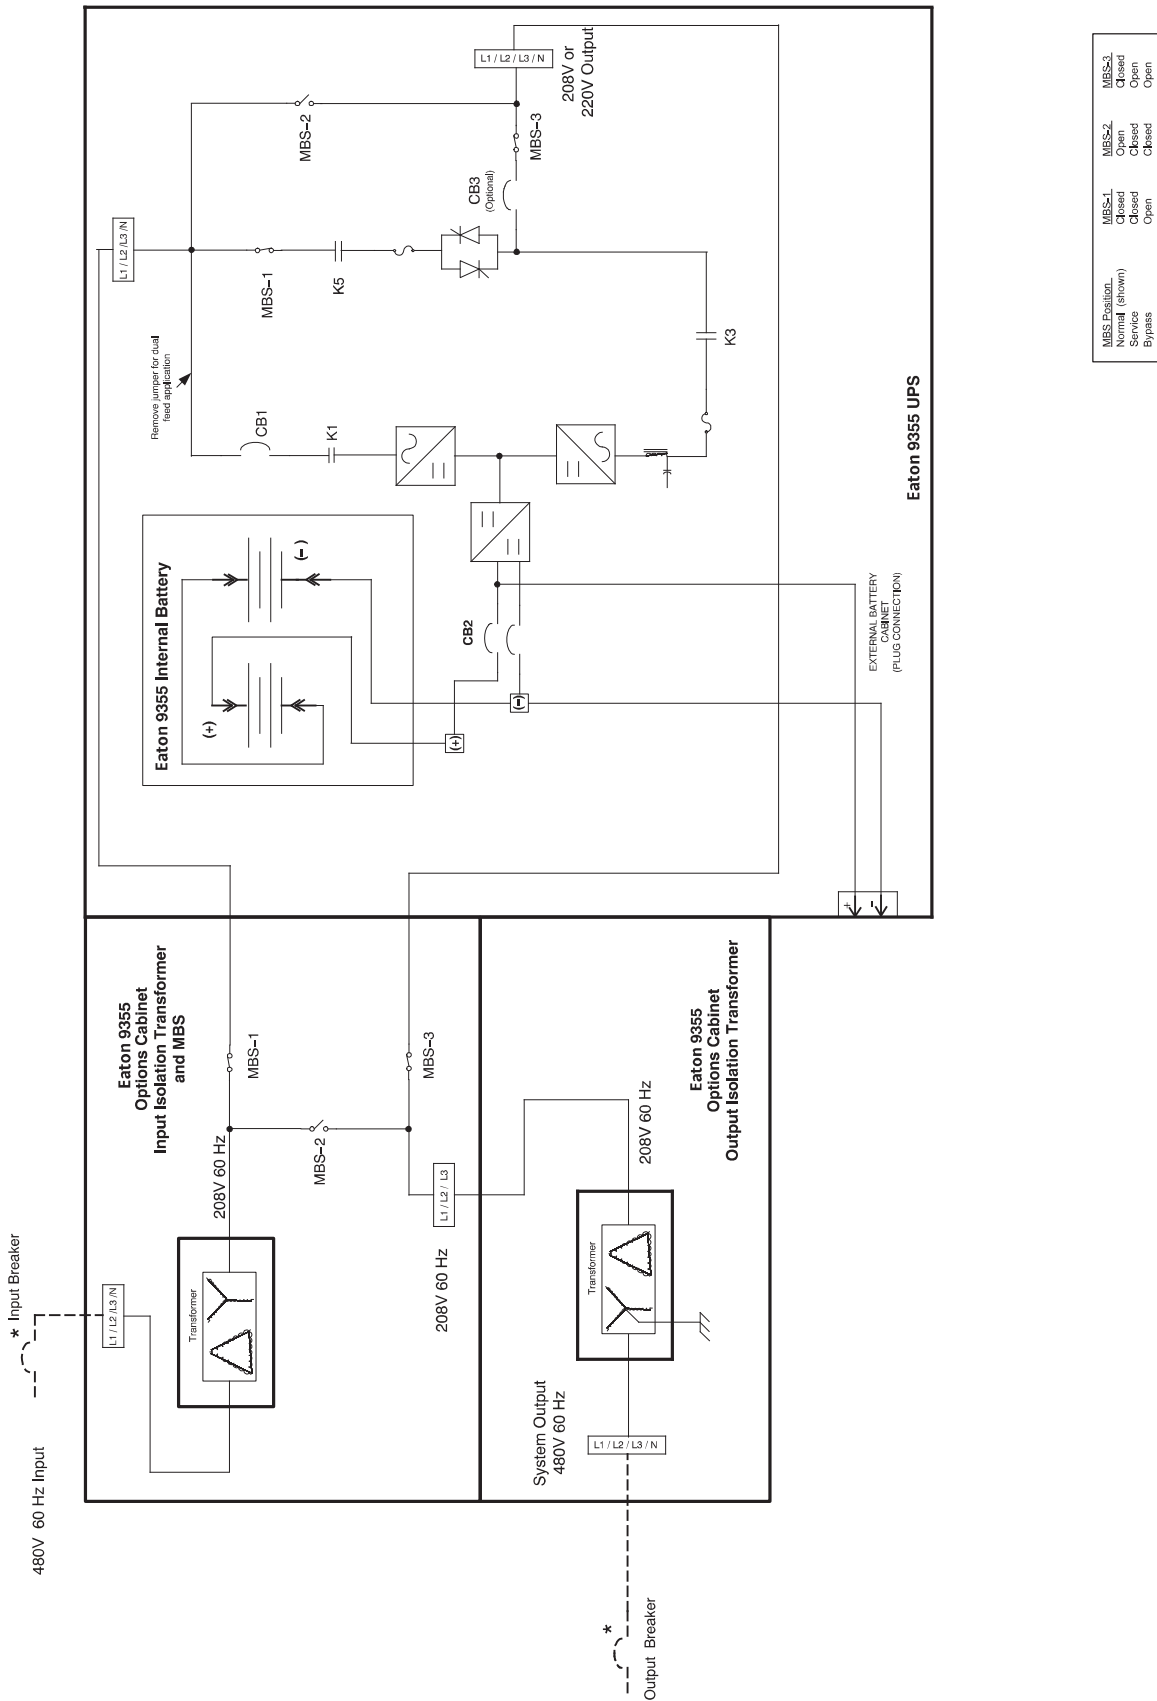 480V 60 Hz Input
* Input Breaker
L1 / L2 /L3 /N
Transformer
208V 60 Hz
Eaton 9355
Options Cabinet
Input Isolation Transformer
and MBS
MBS-1
MBS-2
MBS-3
L1 / L2 / L3
208V 60 Hz
Output Breaker
*
System Output
480V 60 Hz
L1 / L2 / L3 / N
Transformer
208V 60 Hz
Eaton 9355
Options Cabinet
Output Isolation Transformer
Eaton 9355 Internal Battery
(+)
(-)
(+)
(-)
CB2
+
-
EXTERNAL BATTERY
CABINET
(PLUG CONNECTION)
Eaton 9355 UPS
L1 / L2 /L3 /N
Remove jumper for dual
feed application
CB1
K1
MBS-1
K5
MBS-2
CB3
(Optional)
MBS-3
K3
L1 / L2 / L3 / N
208V or
220V Output
MBS Position MBS-1 MBS-2 MBS-3
Normal (shown) Closed Open Closed
Service Closed Closed Open
Bypass Open Closed Open